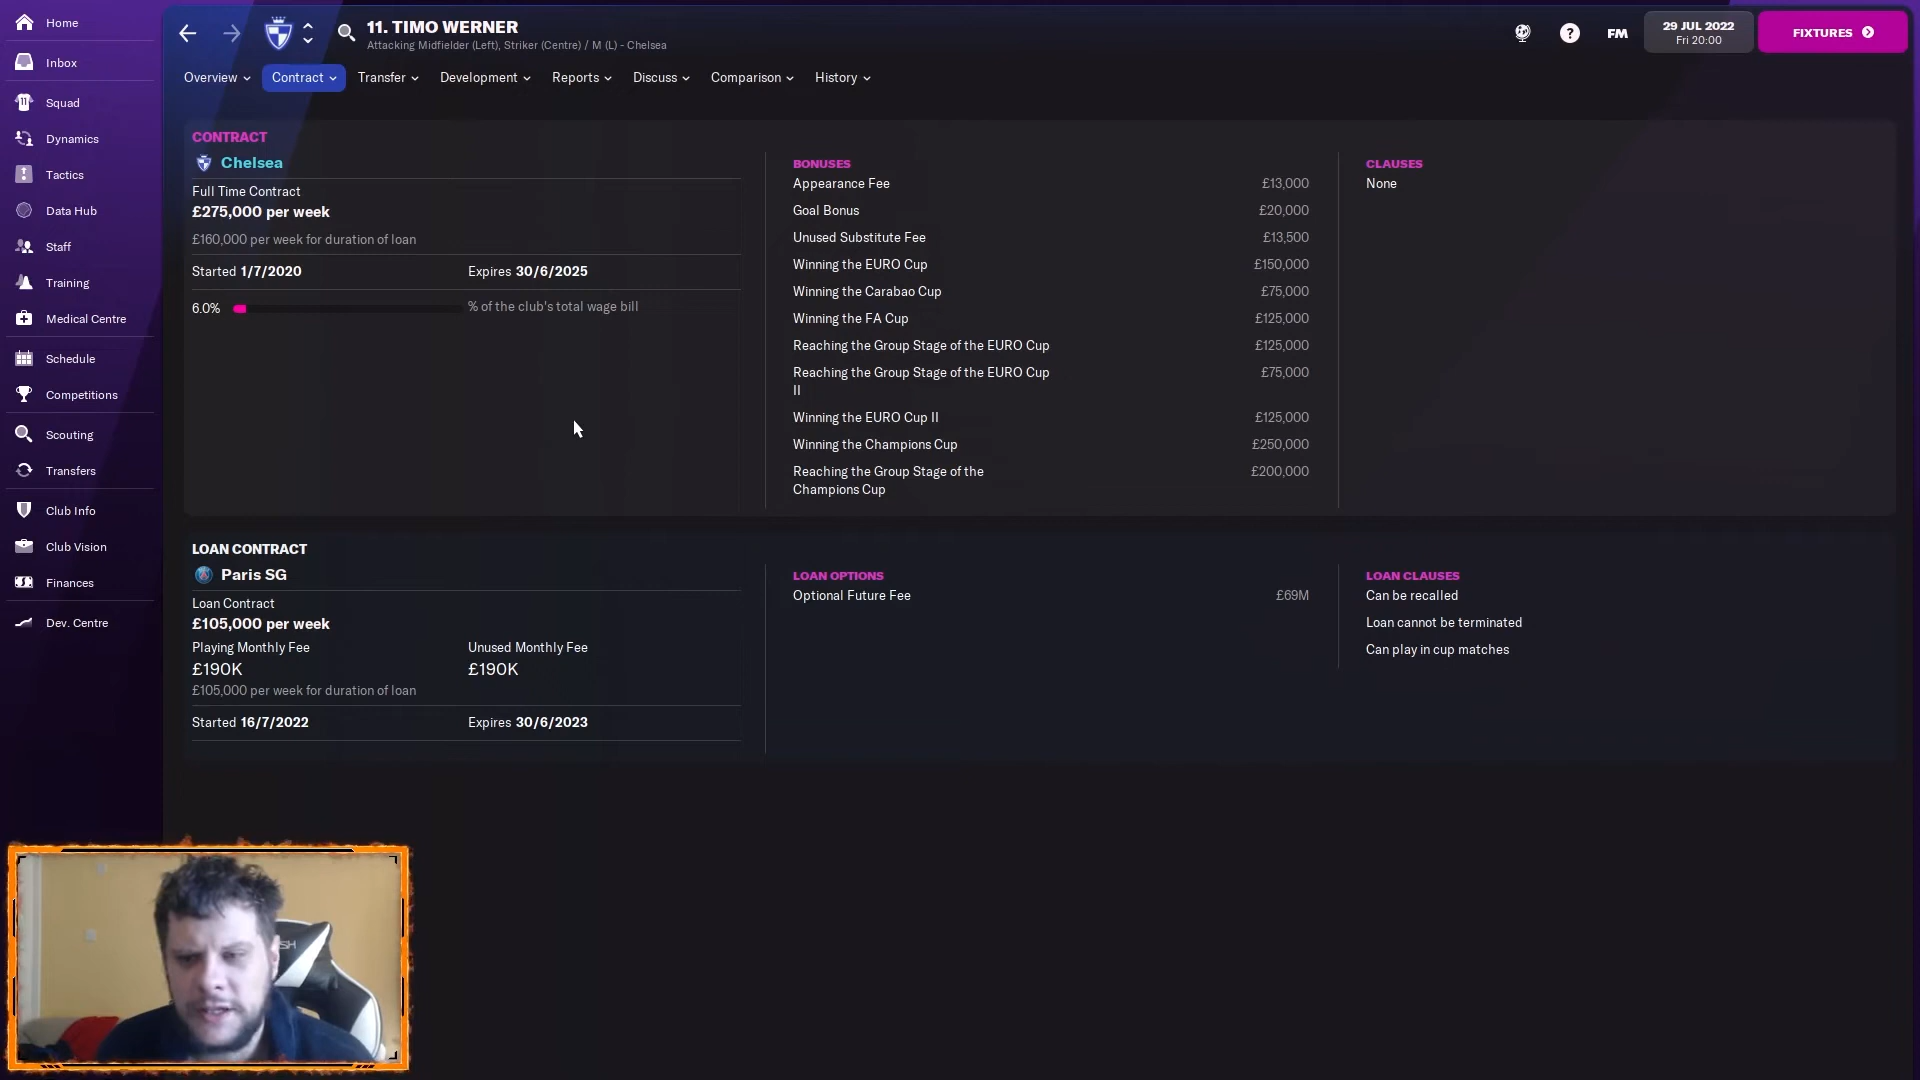 Home
Inbox
Squad
Dynamics
Tactics
Data Hub
Staff
Training
Medical Centre
Schedule
Competitions
Scouting
Transfers
Club Info
Club Vision
Finances
Dev. Centre
11. TIMO WERNER
Attacking Midfielder (Left), Striker (Centre) / M (L) - Chelsea
? FM
29 JUL 2022
Fri 20:00
FIXTURES
Overview Contract Transfer Development Reports Discuss Comparison History
CONTRACT
Chelsea
Full Time Contract
£275,000 per week
£160,000 per week for duration of loan
Started 1/7/2020 Expires 30/6/2025
6.0% % of the club's total wage bill
BONUSES
Appearance Fee £13,000
Goal Bonus £20,000
Unused Substitute Fee £13,500
Winning the EURO Cup £150,000
Winning the Carabao Cup £75,000
Winning the FA Cup £125,000
Reaching the Group Stage of the EURO Cup £125,000
Reaching the Group Stage of the EURO Cup £75,000
II
Winning the EURO Cup II £125,000
Winning the Champions Cup £250,000
Reaching the Group Stage of the £200,000
Champions Cup
CLAUSES
None
LOAN CONTRACT
Paris SG
Loan Contract
£105,000 per week
Playing Monthly Fee Unused Monthly Fee
£190K £190K
£105,000 per week for duration of loan
Started 16/7/2022 Expires 30/6/2023
LOAN OPTIONS
Optional Future Fee £69M
LOAN CLAUSES
Can be recalled
Loan cannot be terminated
Can play in cup matches